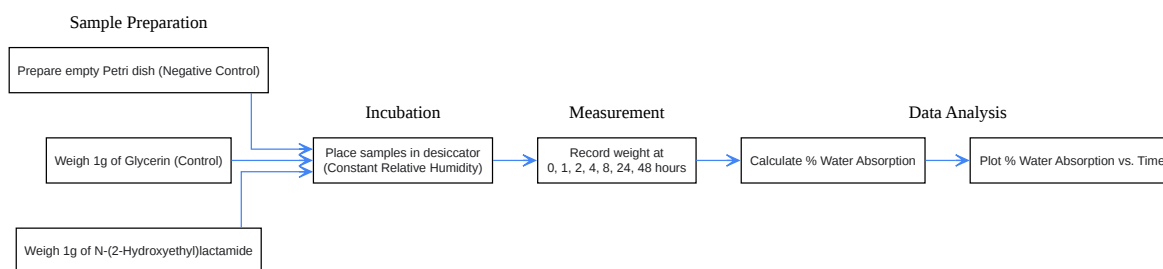 Sample Preparation
Prepare empty Petri dish (Negative Control)
Weigh 1g of Glycerin (Control)
Weigh 1g of N-(2-Hydroxyethyl)lactamide
Incubation
Place samples in desiccator
(Constant Relative Humidity)
Measurement
Record weight at
0, 1, 2, 4, 8, 24, 48 hours
Data Analysis
Calculate % Water Absorption
Plot % Water Absorption vs. Time